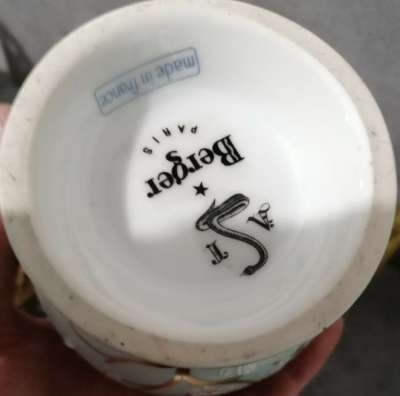 made in france
Berger
PARIS
A
T